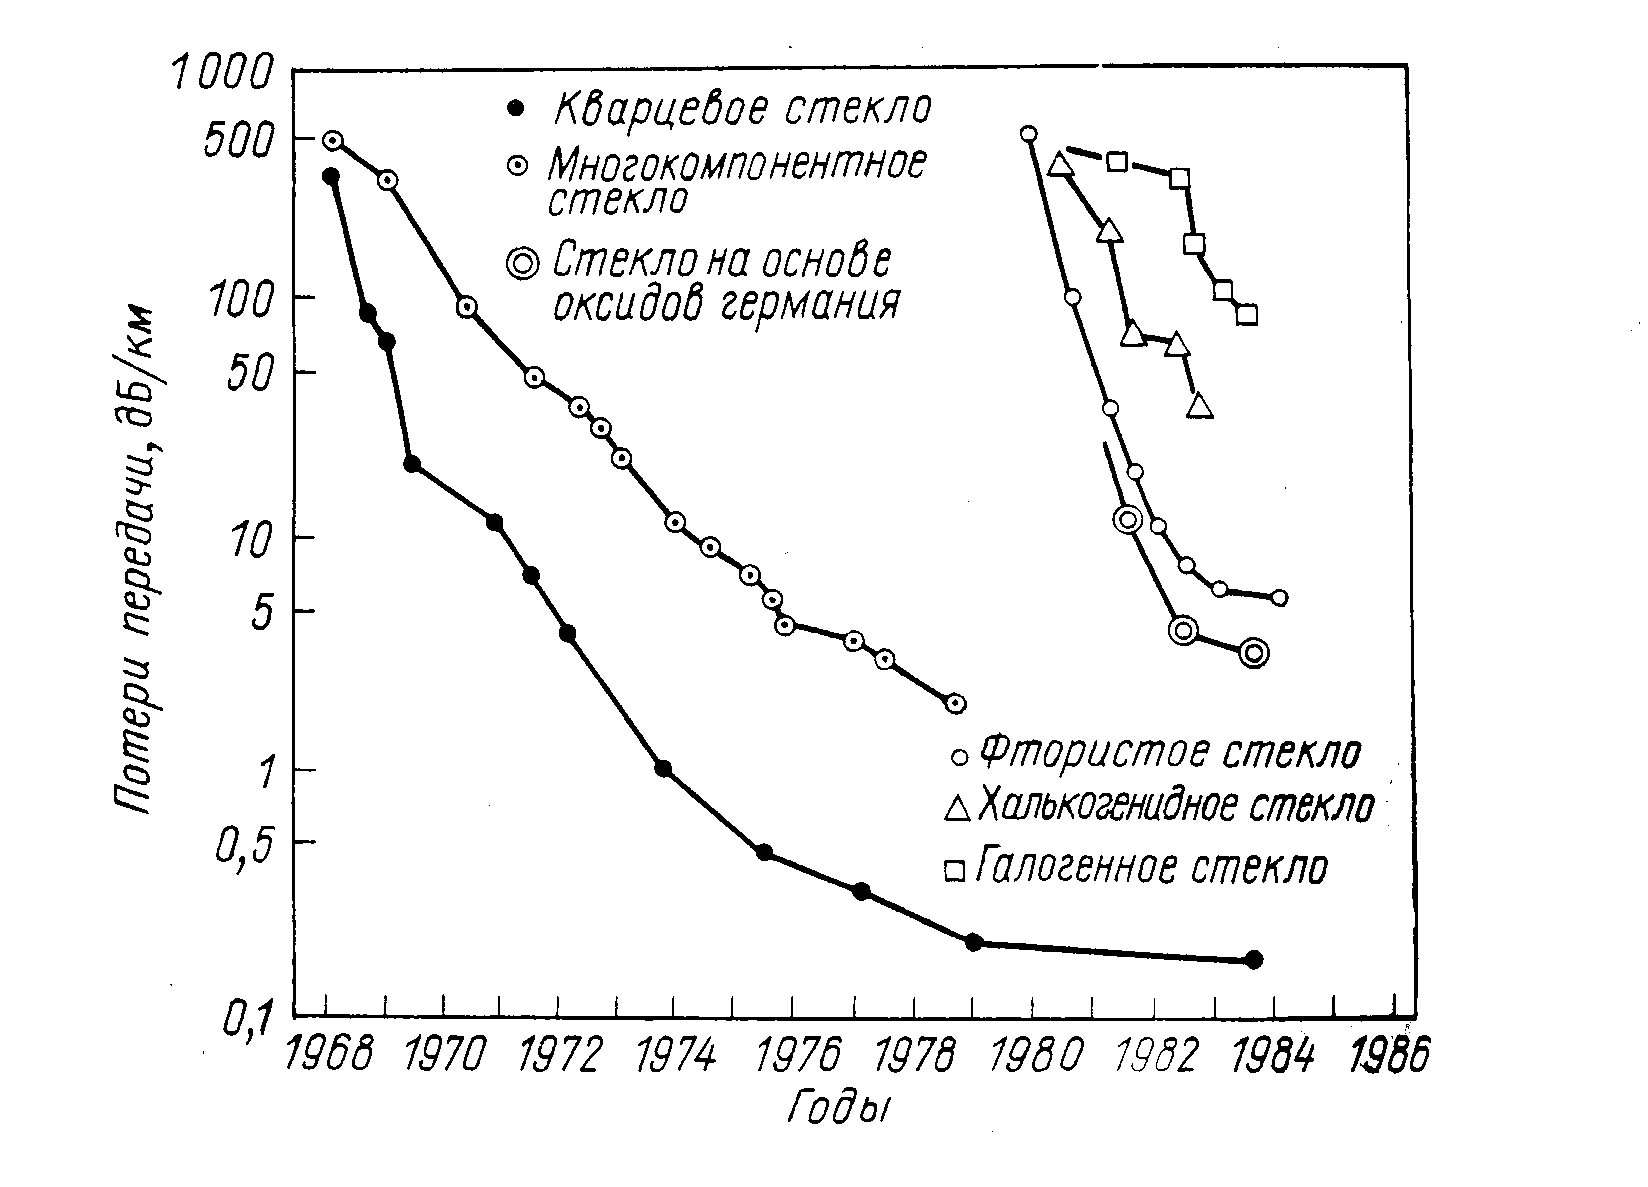 1000
500
100
50
10
5
1
0,5
0,1
Потери передачи, дБ/км
Кварцевое стекло
Многокомпонентное
стекло
Стекло на основе
оксидов германия
Фтористое стекло
Халькогенидное стекло
Галогенное стекло
1968 1970 1972 1974 1976 1978 1980 1982 1984 1986
Годы